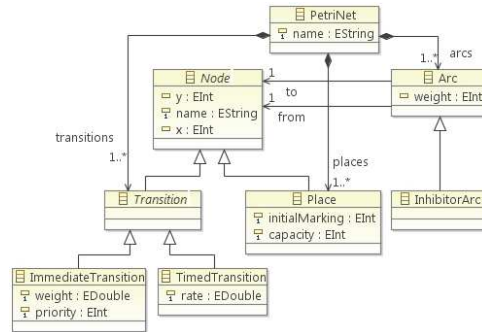 PetriNet
name : EString
arcs
1..*
Node
y : EInt
name : EString
x : EInt
1
to
1
from
Arc
weight : EInt
transitions
1..*
places
1..*
Transition
Place
initialMarking : EInt
capacity : EInt
InhibitorArc
ImmediateTransition
weight : EDouble
priority : EInt
TimedTransition
rate : EDouble